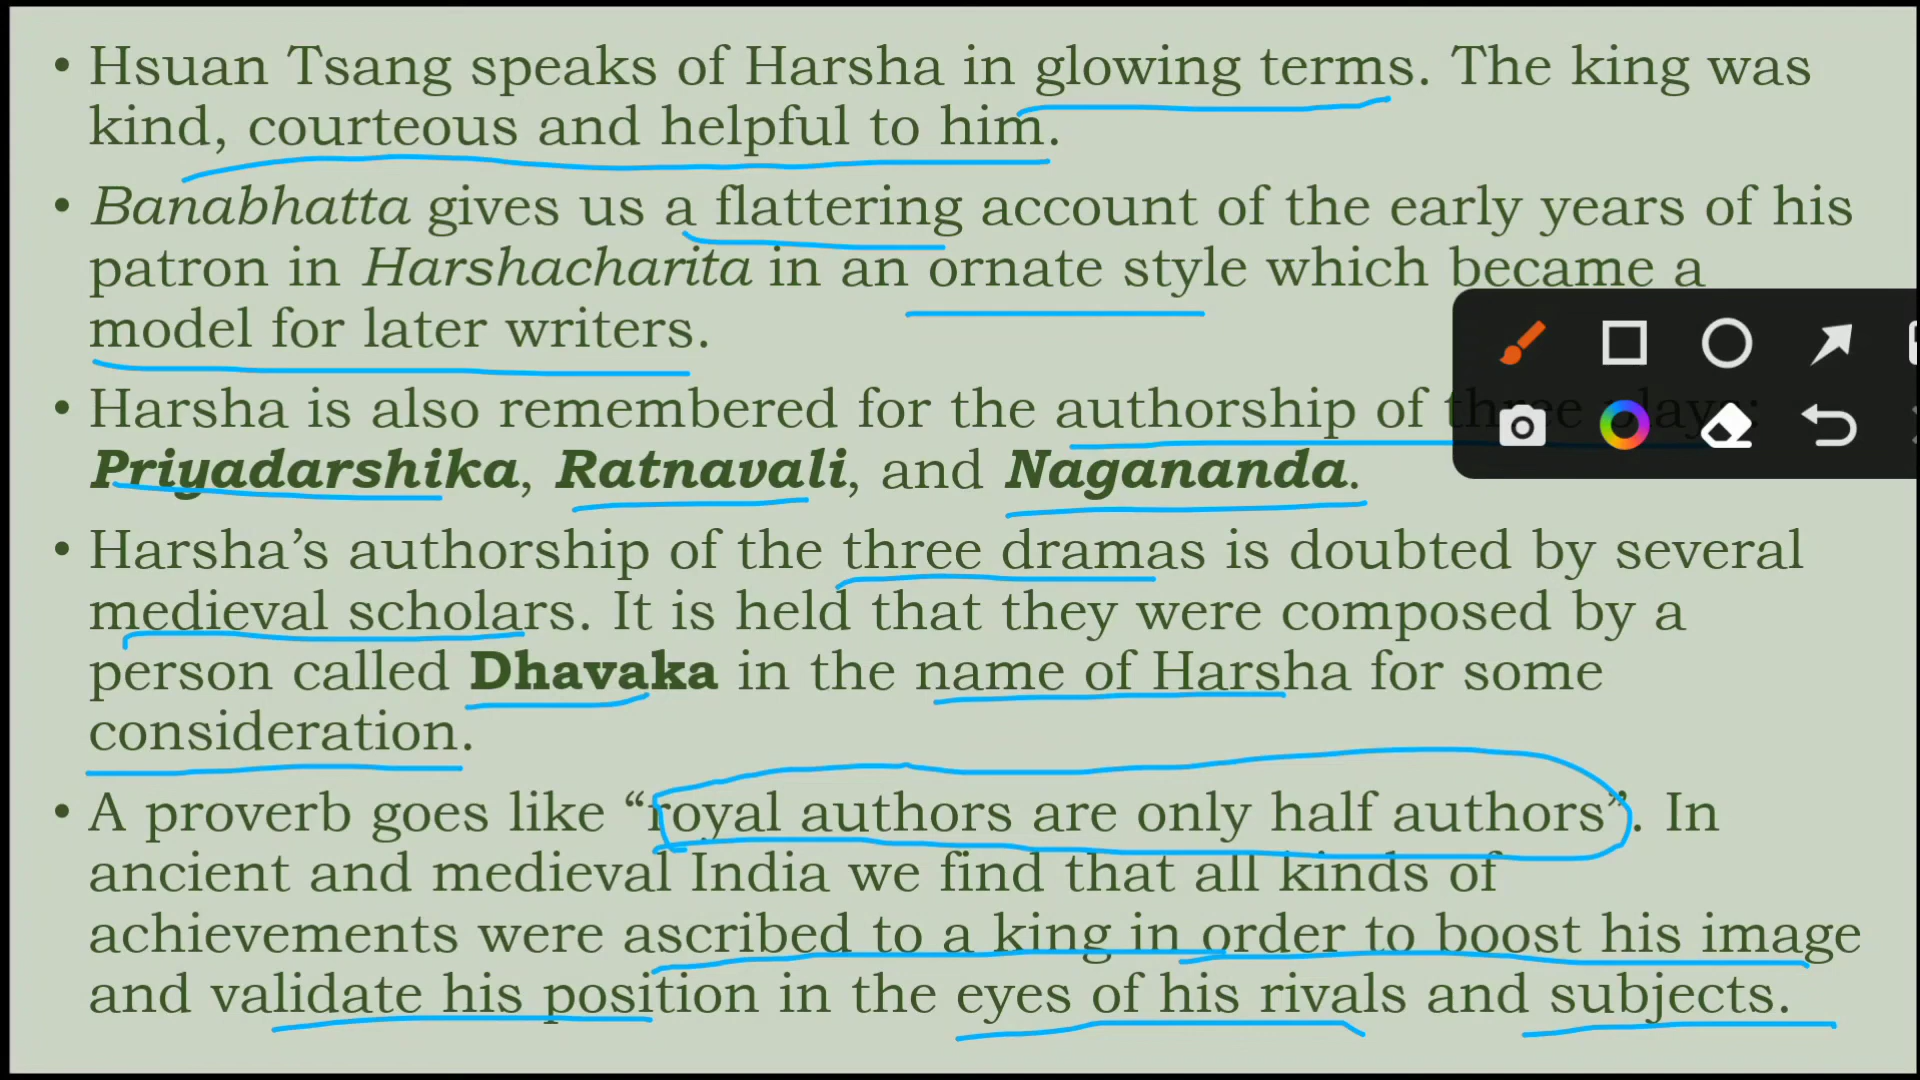 • Hsuan Tsang speaks of Harsha in glowing terms. The king was
kind, courteous and helpful to him.
• Banabhatta gives us a flattering account of the early years of his
patron in Harshacharita in an ornate style which became a
model for later writers.
• Harsha is also remembered for the authorship of three plays:
Priyadarshika, Ratnavali, and Nagananda.
• Harsha’s authorship of the three dramas is doubted by several
medieval scholars. It is held that they were composed by a
person called Dhavaka in the name of Harsha for some
consideration.
• A proverb goes like “royal authors are only half authors”. In
ancient and medieval India we find that all kinds of
achievements were ascribed to a king in order to boost his image
and validate his position in the eyes of his rivals and subjects.